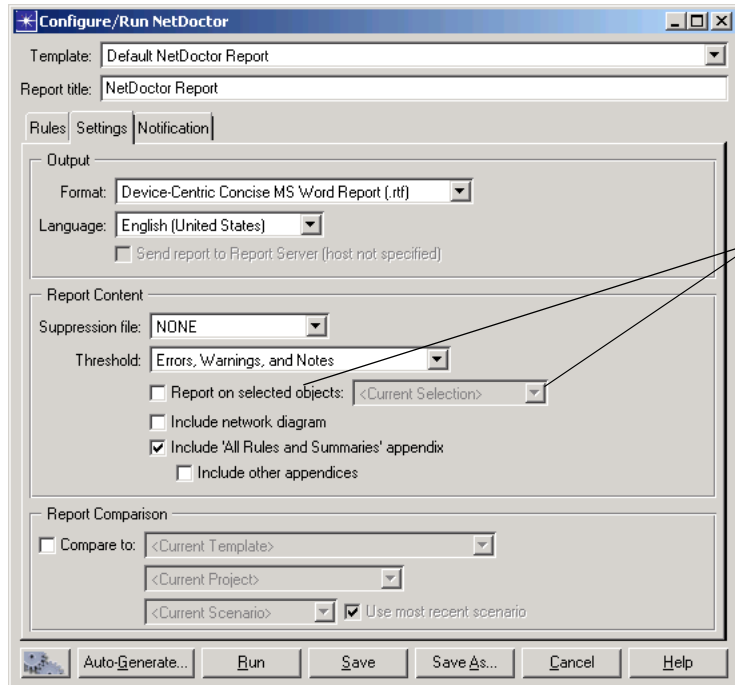 Configure/Run NetDoctor
Template: Default NetDoctor Report
Report title: NetDoctor Report
Rules Settings Notification
Output
Format: Device-Centric Concise MS Word Report (.rtf)
Language: English (United States)
Send report to Report Server (host not specified)
Report Content
Suppression file: NONE
Threshold: Errors, Warnings, and Notes
Report on selected objects: <Current Selection>
Include network diagram
Include 'All Rules and Summaries' appendix
Include other appendices
Report Comparison
Compare to: <Current Template>
<Current Project>
<Current Scenario> Use most recent scenario
Auto-Generate... Run Save Save As... Cancel Help